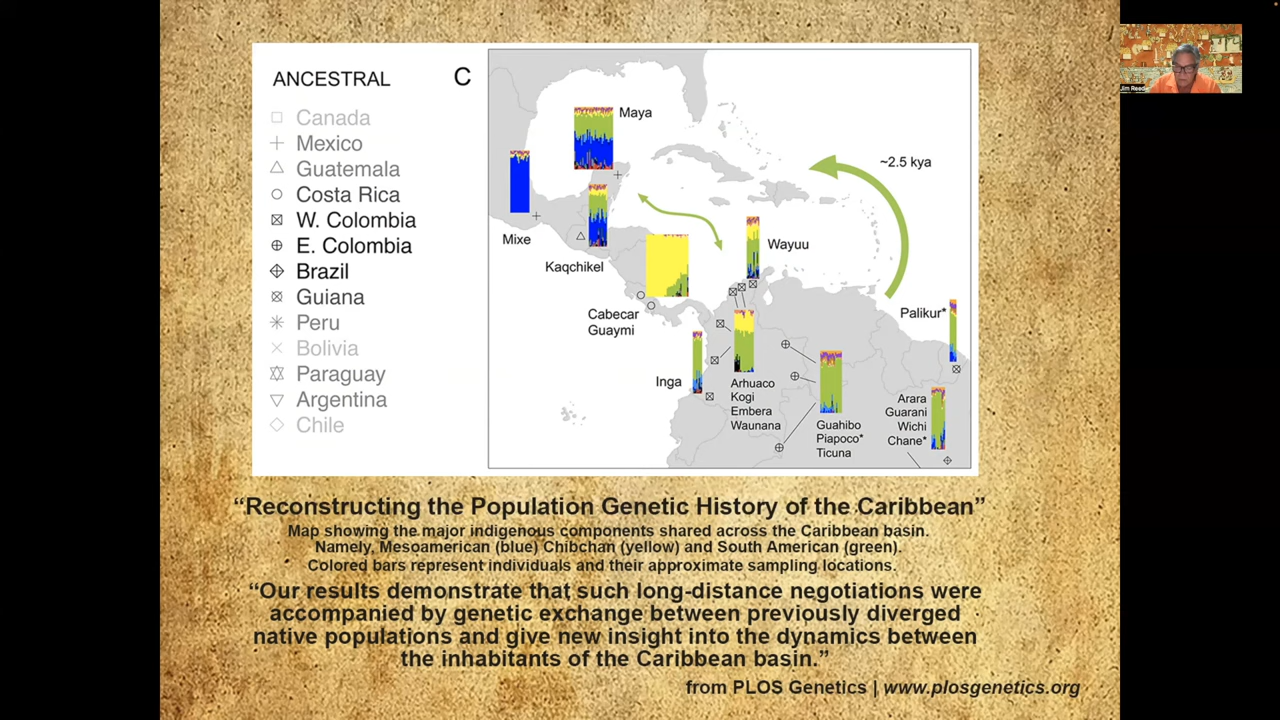 ANCESTRAL
Canada
Mexico
Guatemala
Costa Rica
W. Colombia
E. Colombia
Brazil
Guiana
Peru
Bolivia
Paraguay
Argentina
Chile
C
Maya
~2.5 kya
Mixe
Wayuu
Kaqchikel
Palikur*
Cabecar
Guaymi
Inga
Arhuaco
Kogi
Embera
Waunana
Guahibo
Piapoco*
Ticuna
Arara
Guarani
Wichi
Chane*
“Reconstructing the Population Genetic History of the Caribbean”
Map showing the major indigenous components shared across the Caribbean basin.
Namely, Mesoamerican (blue) Chibchan (yellow) and South American (green).
Colored bars represent individuals and their approximate sampling locations.
“Our results demonstrate that such long-distance negotiations were
accompanied by genetic exchange between previously diverged
native populations and give new insight into the dynamics between
the inhabitants of the Caribbean basin.”
from PLOS Genetics | www.plosgenetics.org
Jim Reed